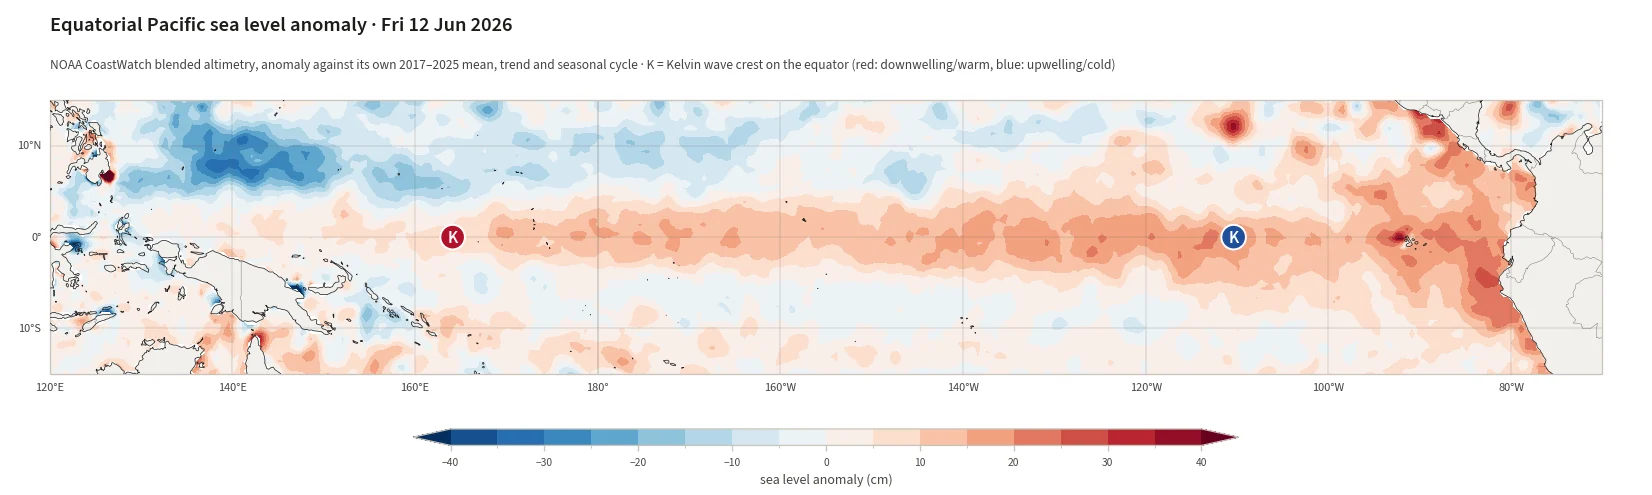 Equatorial Pacific sea level anomaly · Fri 12 Jun 2026
NOAA CoastWatch blended altimetry, anomaly against its own 2017–2025 mean, trend and seasonal cycle · K = Kelvin wave crest on the equator (red: downwelling/warm, blue: upwelling/cold)
10°N
0°
K
K
10°S
120°E 140°E 160°E 180° 160°W 140°W 120°W 100°W 80°W
−40 −30 −20 −10 0 10 20 30 40
sea level anomaly (cm)